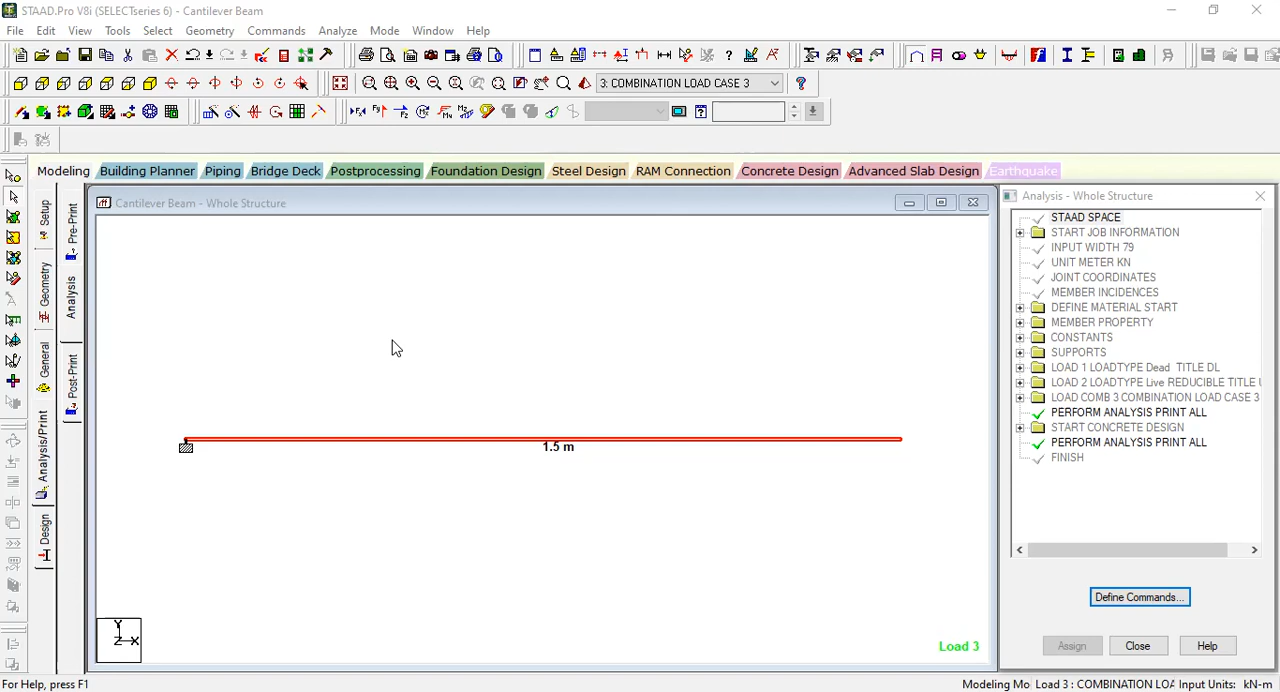 STAAD.Pro V8i (SELECTseries 6) - Cantilever Beam
File Edit View Tools Select Geometry Commands Analyze Mode Window Help
3: COMBINATION LOAD CASE 3
Modeling Building Planner Piping Bridge Deck Postprocessing Foundation Design Steel Design RAM Connection Concrete Design Advanced Slab Design Earthquake
Setup
Geometry
General
Analysis/Print
Design
Pre-Print
Analysis
Post-Print
Cantilever Beam - Whole Structure
1.5 m
Y
Z X
Load 3
Analysis - Whole Structure
STAAD SPACE
START JOB INFORMATION
INPUT WIDTH 79
UNIT METER KN
JOINT COORDINATES
MEMBER INCIDENCES
DEFINE MATERIAL START
MEMBER PROPERTY
CONSTANTS
SUPPORTS
LOAD 1 LOADTYPE Dead TITLE DL
LOAD 2 LOADTYPE Live REDUCIBLE TITLE
LOAD COMB 3 COMBINATION LOAD CASE 3
PERFORM ANALYSIS PRINT ALL
START CONCRETE DESIGN
PERFORM ANALYSIS PRINT ALL
FINISH
Define Commands...
Assign Close Help
For Help, press F1
Modeling Mo Load 3 : COMBINATION LOA Input Units: kN-m